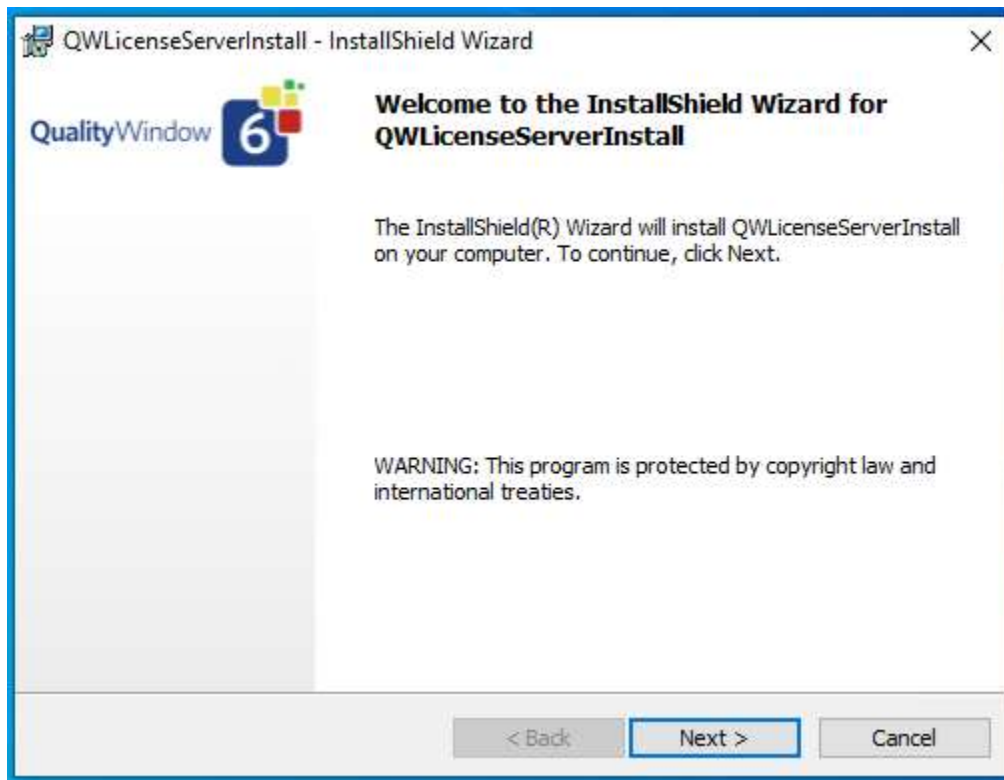 QWLicenseServerInstall - InstallShield Wizard
QualityWindow 6
Welcome to the InstallShield Wizard for
QWLicenseServerInstall
The InstallShield(R) Wizard will install QWLicenseServerInstall
on your computer. To continue, click Next.
WARNING: This program is protected by copyright law and
international treaties.
< Back Next > Cancel